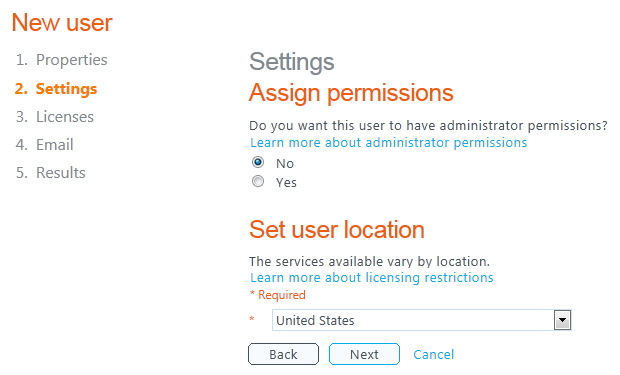 New user
1. Properties
2. Settings
3. Licenses
4. Email
5. Results
Settings
Assign permissions
Do you want this user to have administrator permissions?
Learn more about administrator permissions
No
Yes
Set user location
The services available vary by location.
Learn more about licensing restrictions
* Required
* United States
Back Next Cancel